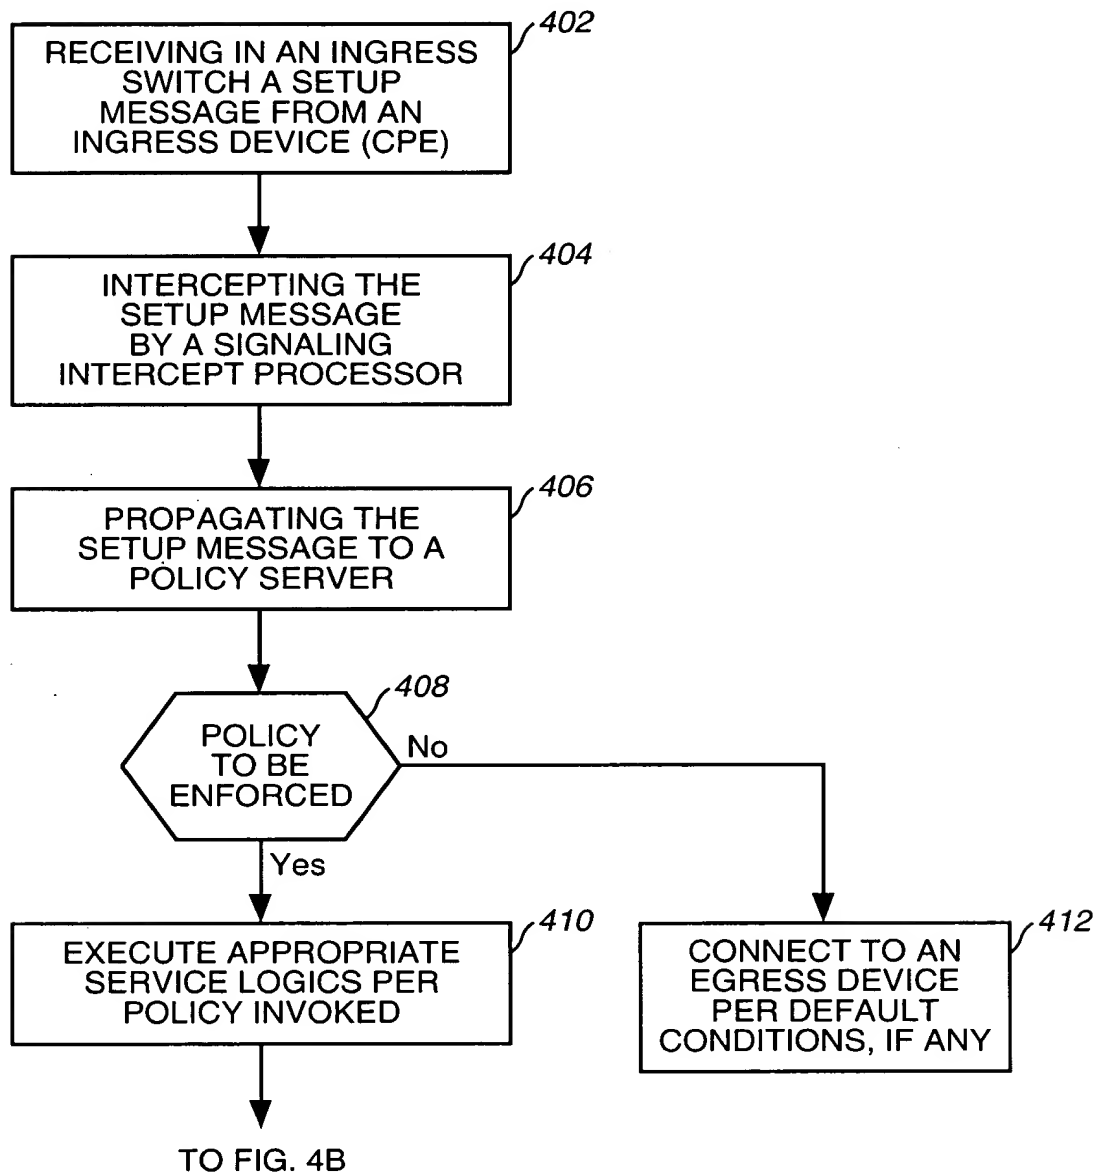 402
RECEIVING IN AN INGRESS
SWITCH A SETUP
MESSAGE FROM AN
INGRESS DEVICE (CPE)
404
INTERCEPTING THE
SETUP MESSAGE
BY A SIGNALING
INTERCEPT PROCESSOR
406
PROPAGATING THE
SETUP MESSAGE TO A
POLICY SERVER
408
POLICY
TO BE
ENFORCED
No
Yes
410
EXECUTE APPROPRIATE
SERVICE LOGICS PER
POLICY INVOKED
412
CONNECT TO AN
EGRESS DEVICE
PER DEFAULT
CONDITIONS, IF ANY
TO FIG. 4B